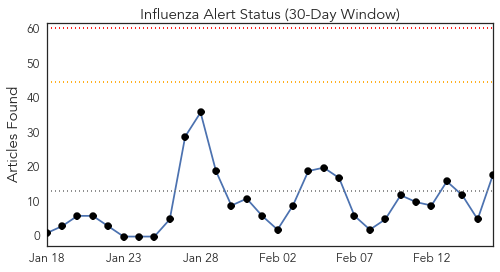 Influenza Alert Status (30-Day Window)
Articles Found
60
50
40
30
20
10
0
Jan 18 Jan 23 Jan 28 Feb 02 Feb 07 Feb 12